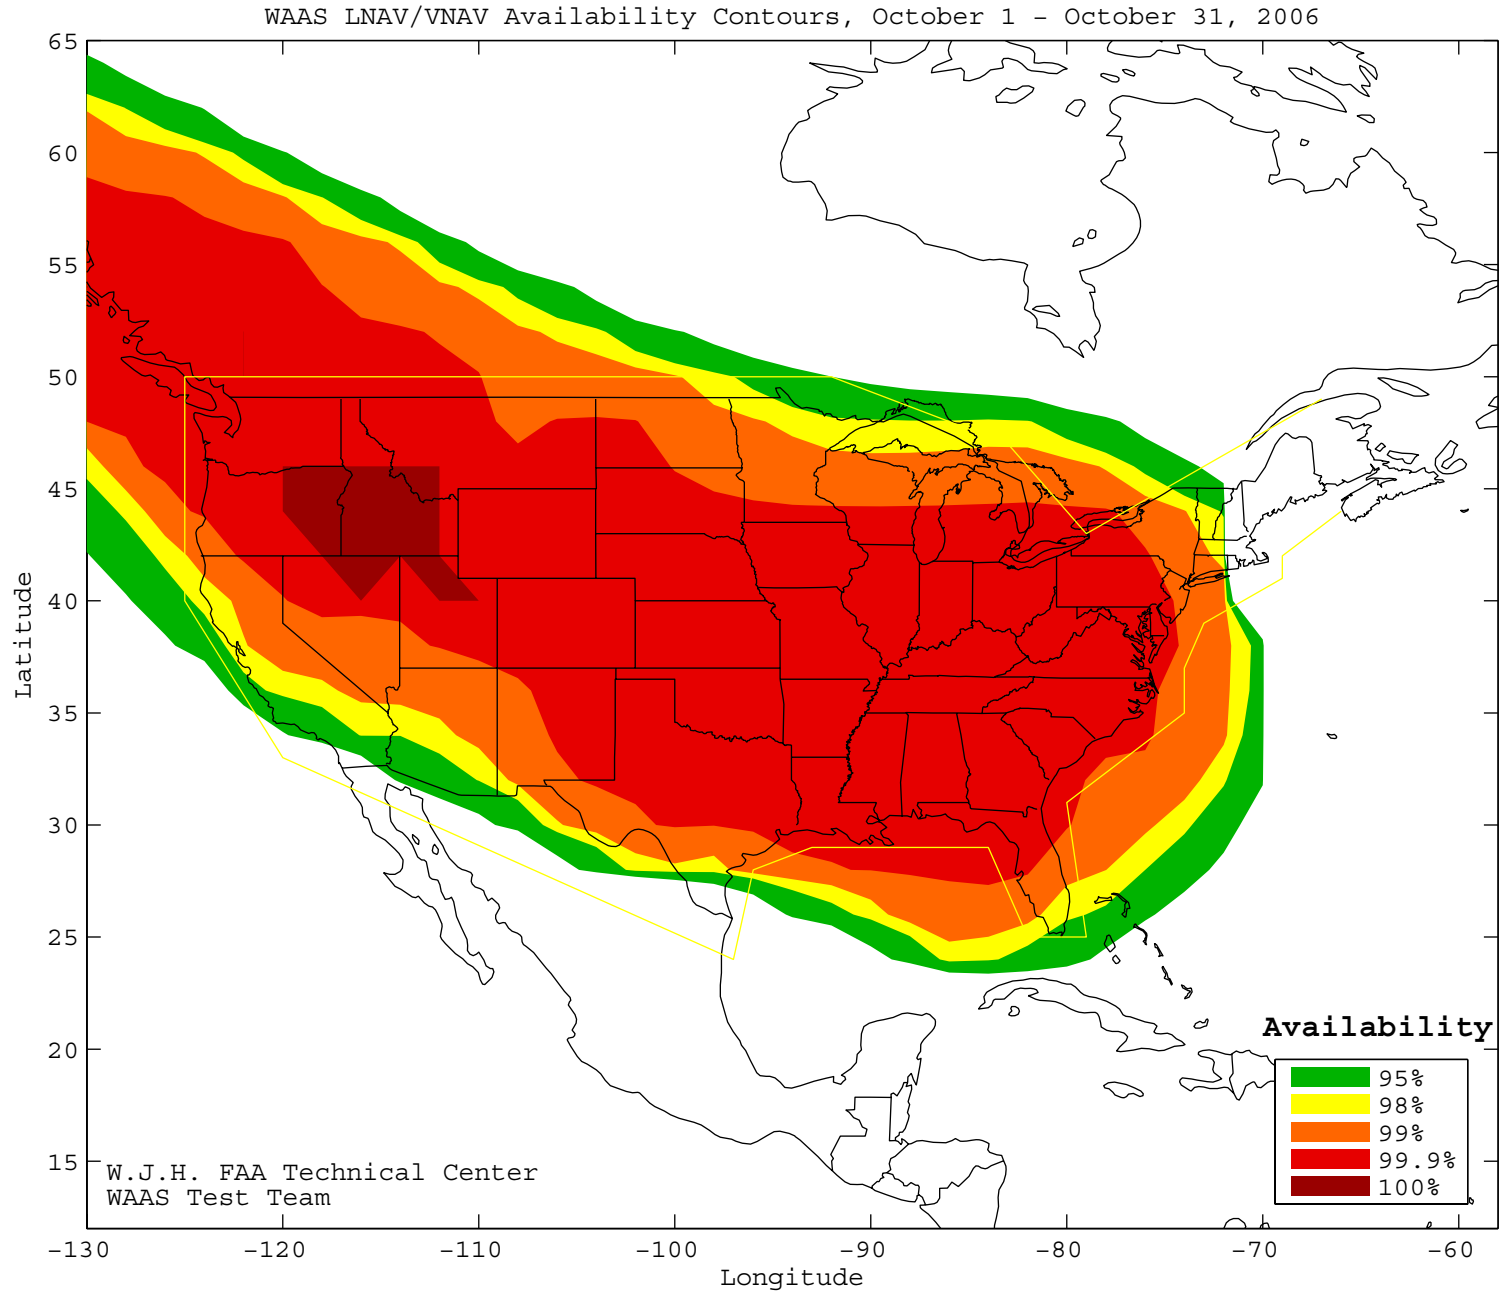 WAAS LNAV/VNAV Availability Contours, October 1 – October 31, 2006
65
60
55
50
45
40
35
30
25
20
15
Latitude
Availability
95%
98%
99%
99.9%
100%
W.J.H. FAA Technical Center
WAAS Test Team
−130 −120 −110 −100 −90 −80 −70 −60
Longitude